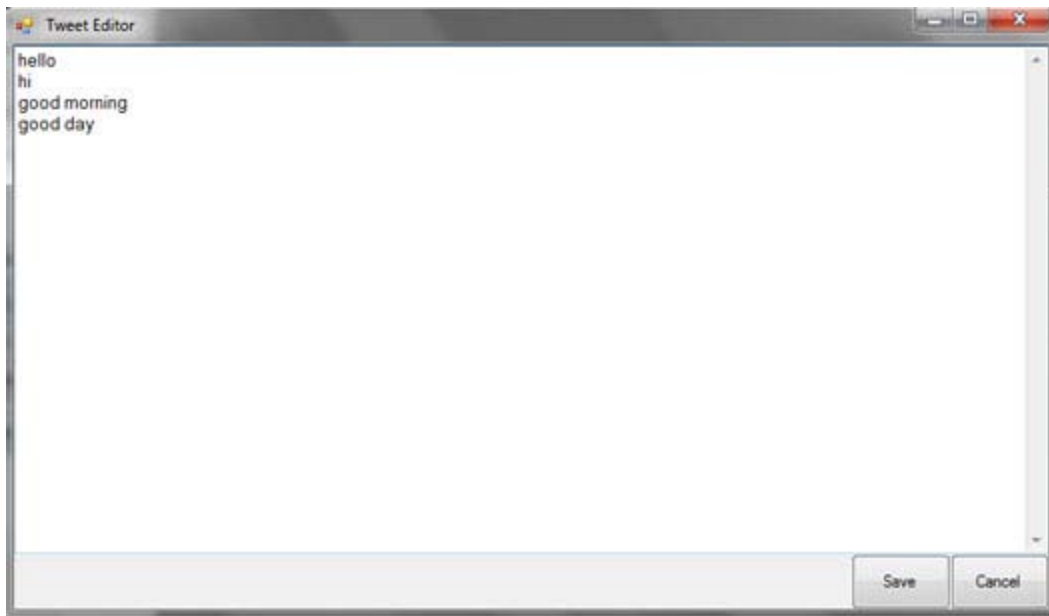 Tweet Editor
hello
hi
good morning
good day
Save Cancel